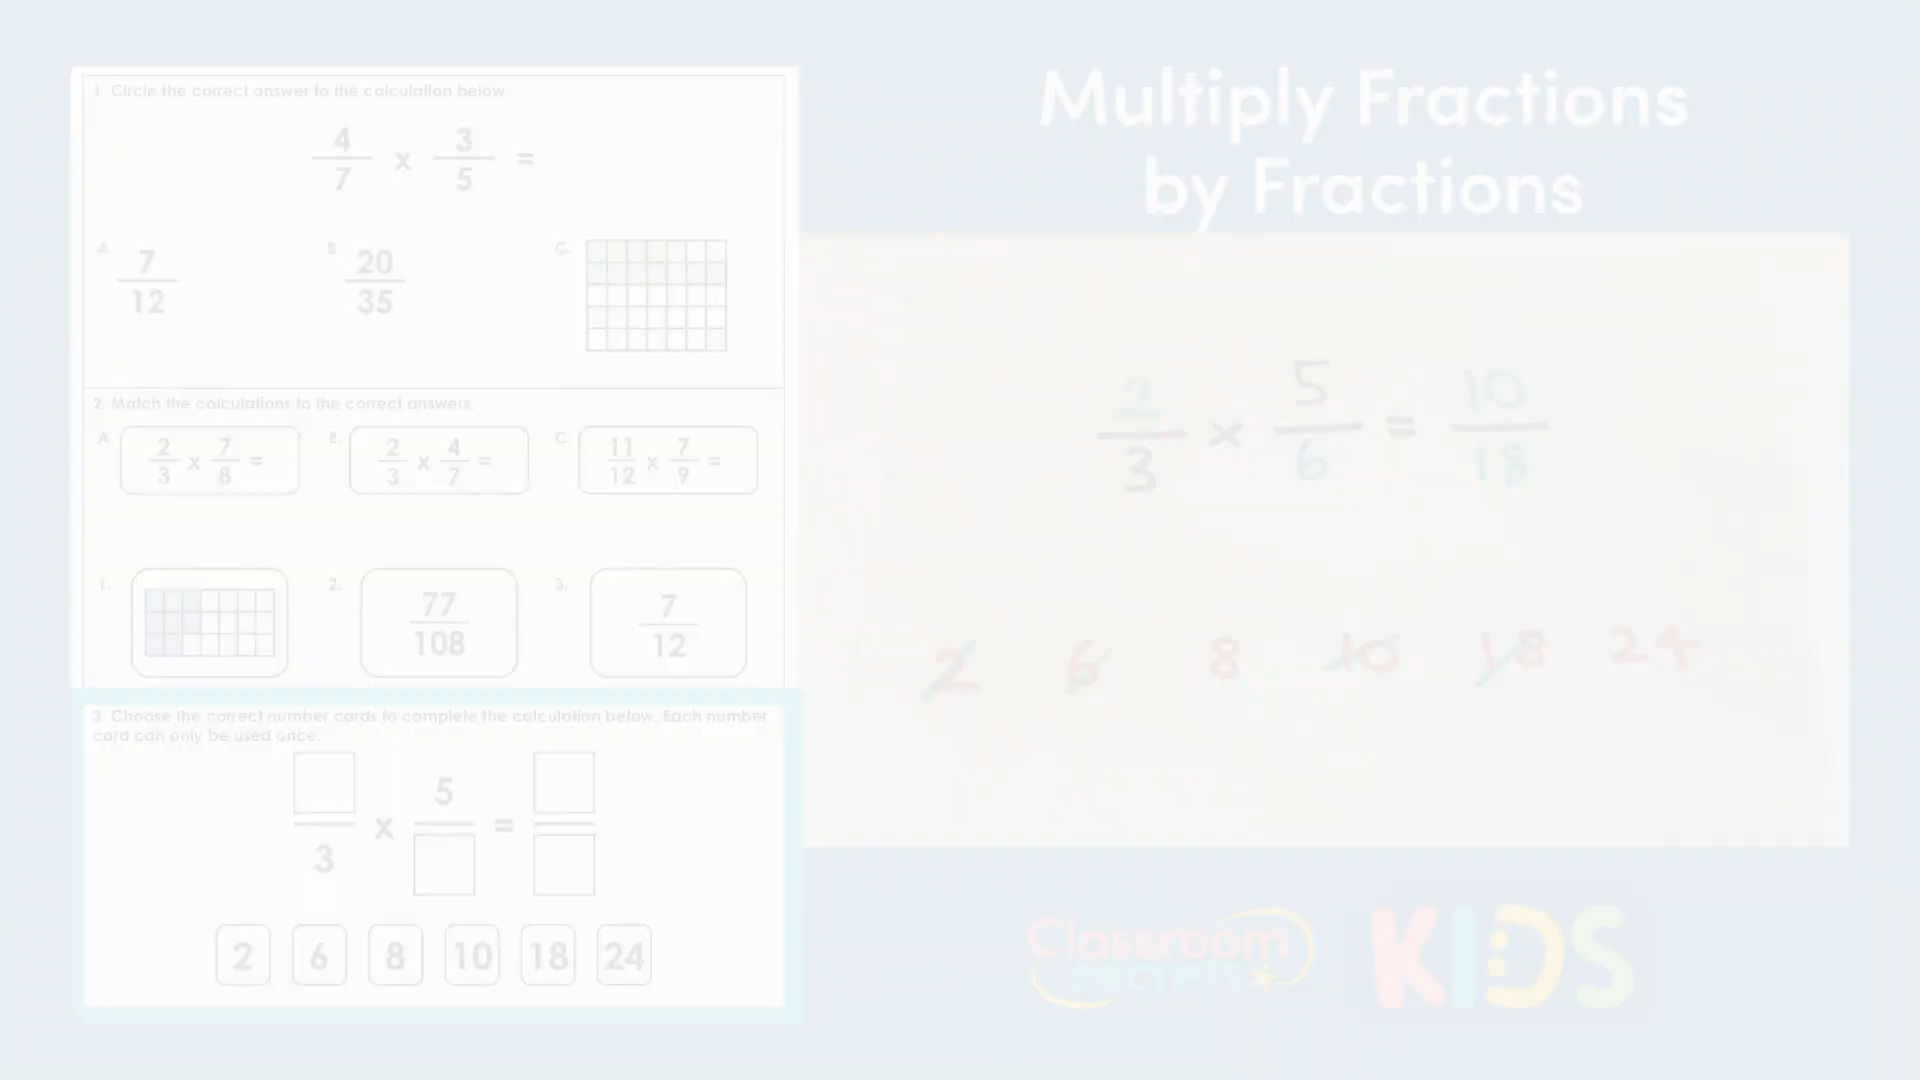 1. Circle the correct answer to the calculation below.
4/7 x 3/5 =
A. 7/12 B. 20/35 C.
2. Match the calculations to the correct answers.
A. 2/3 x 7/8 = B. 2/3 x 4/7 = C. 11/12 x 7/9 =
1. 2. 77/108 3. 7/12
3. Choose the correct number cards to complete the calculation below. Each number
card can only be used once.
5
x =
3
2 6 8 10 18 24
Multiply Fractions
by Fractions
2/3 x 5/6 = 10/18
2 6 8 10 18 24
Classroom
Secrets
KIDS